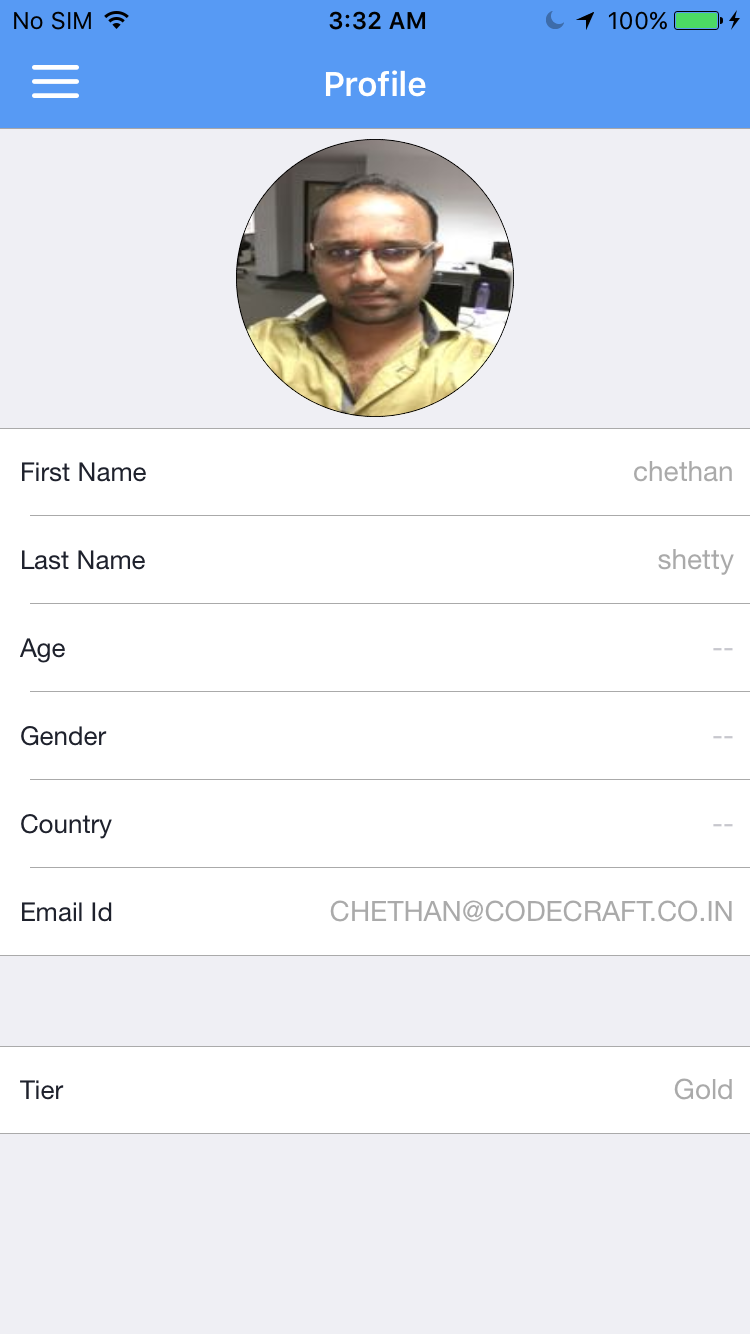 No SIM 3:32 AM 100%
Profile
First Name chethan
Last Name shetty
Age --
Gender --
Country --
Email Id CHETHAN@CODECRAFT.CO.IN
Tier Gold